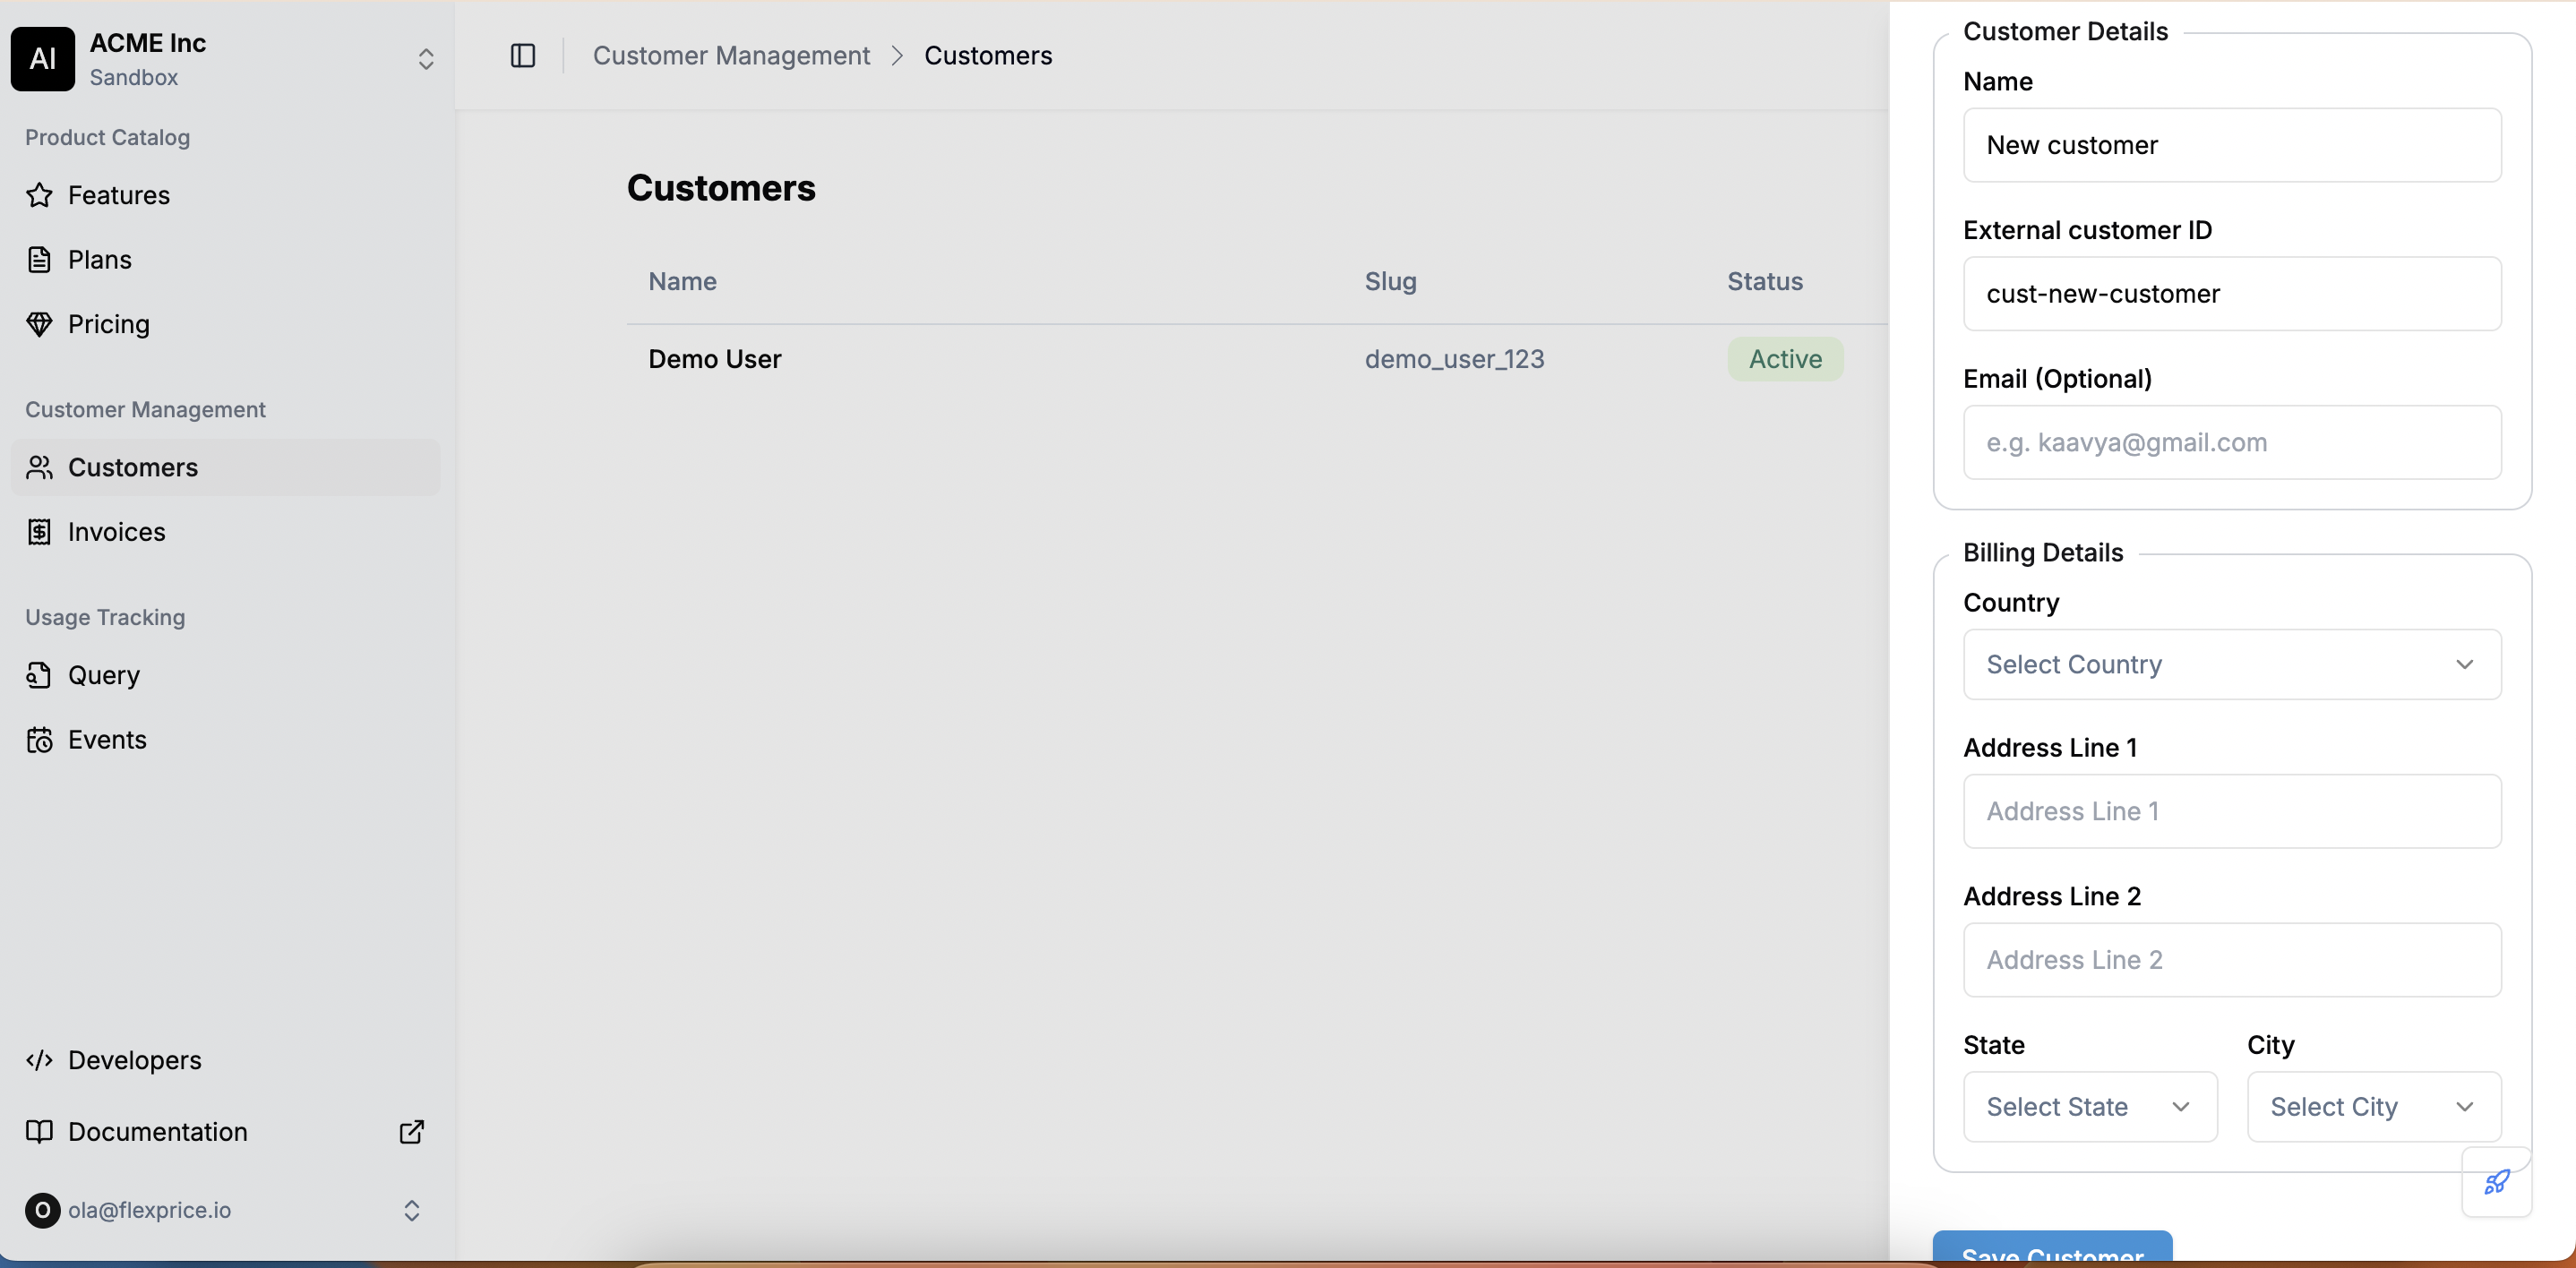 AI
ACME Inc
Sandbox
Product Catalog
Features
Plans
Pricing
Customer Management
Customers
Invoices
Usage Tracking
Query
Events
Developers
Documentation
O
ola@flexprice.io
Customer Management > Customers
Customers
Name Slug Status
Demo User demo_user_123 Active
Customer Details
Name
New customer
External customer ID
cust-new-customer
Email (Optional)
e.g. kaavya@gmail.com
Billing Details
Country
Select Country
Address Line 1
Address Line 1
Address Line 2
Address Line 2
State City
Select State Select City
Save Customer